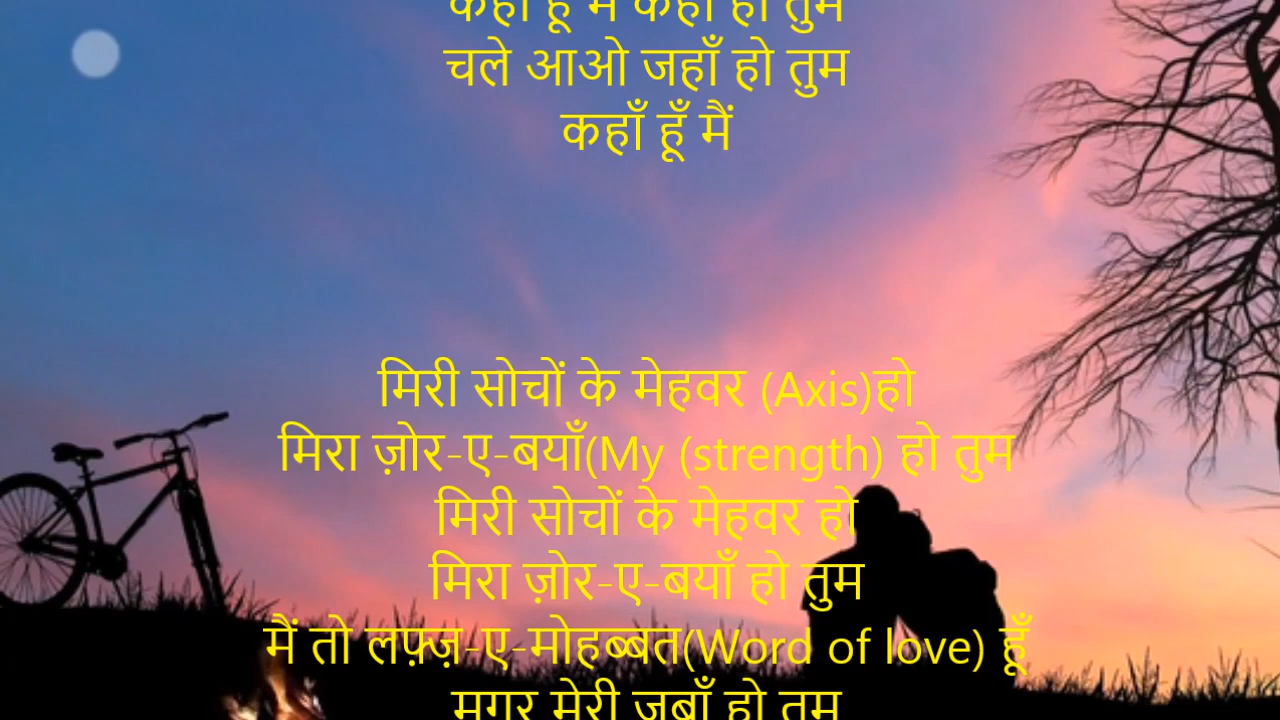 कहाँ हूँ मैं कहाँ हो तुम
चले आओ जहाँ हो तुम
कहाँ हूँ मैं
मिरी सोचों के मेहवर (Axis)हो
मिरा ज़ोर-ए-बयाँ(My (strength) हो तुम
मिरी सोचों के मेहवर हो
मिरा ज़ोर-ए-बयाँ हो तुम
मैं तो लफ़्ज़-ए-मोहब्बत(Word of love) हूँ
मगर मेरी ज़बाँ हो तुम